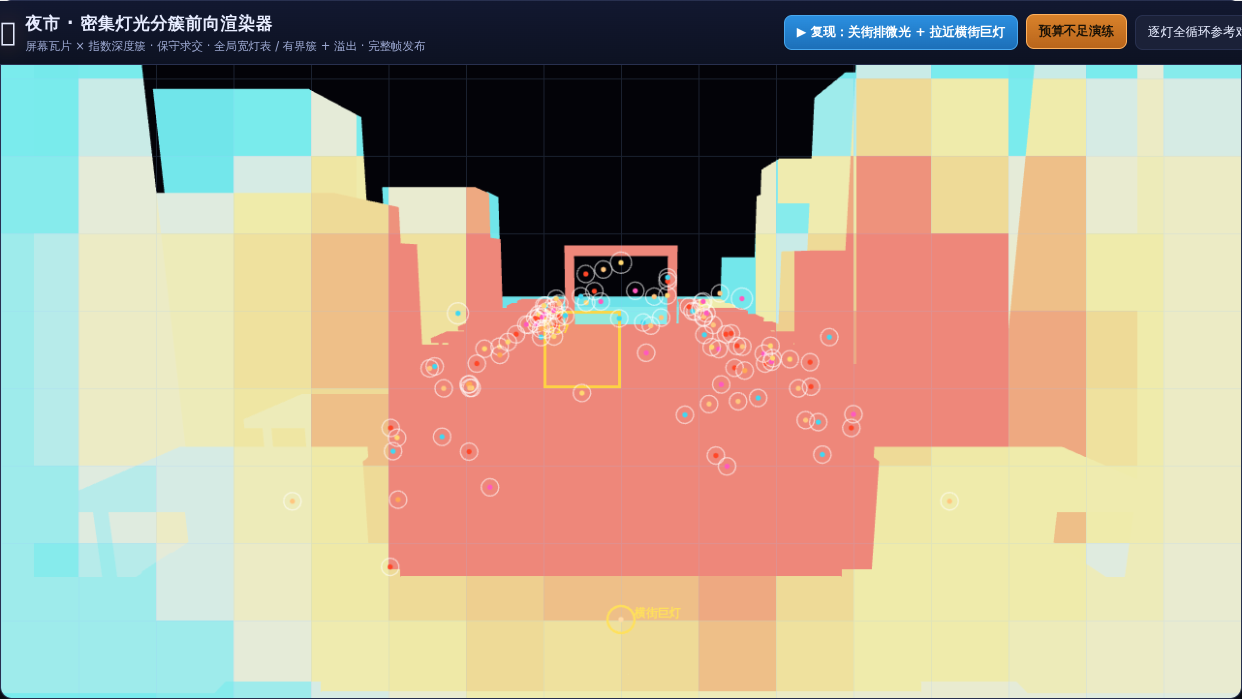 夜市 · 密集灯光分簇前向渲染器
屏幕瓦片 × 指数深度簇 · 保守求交 · 全局宽灯表 / 有界簇 + 溢出 · 完整帧发布
▶ 复现：关街排微光 + 拉近横街巨灯
预算不足演练
逐灯全循环参考对
横街巨灯